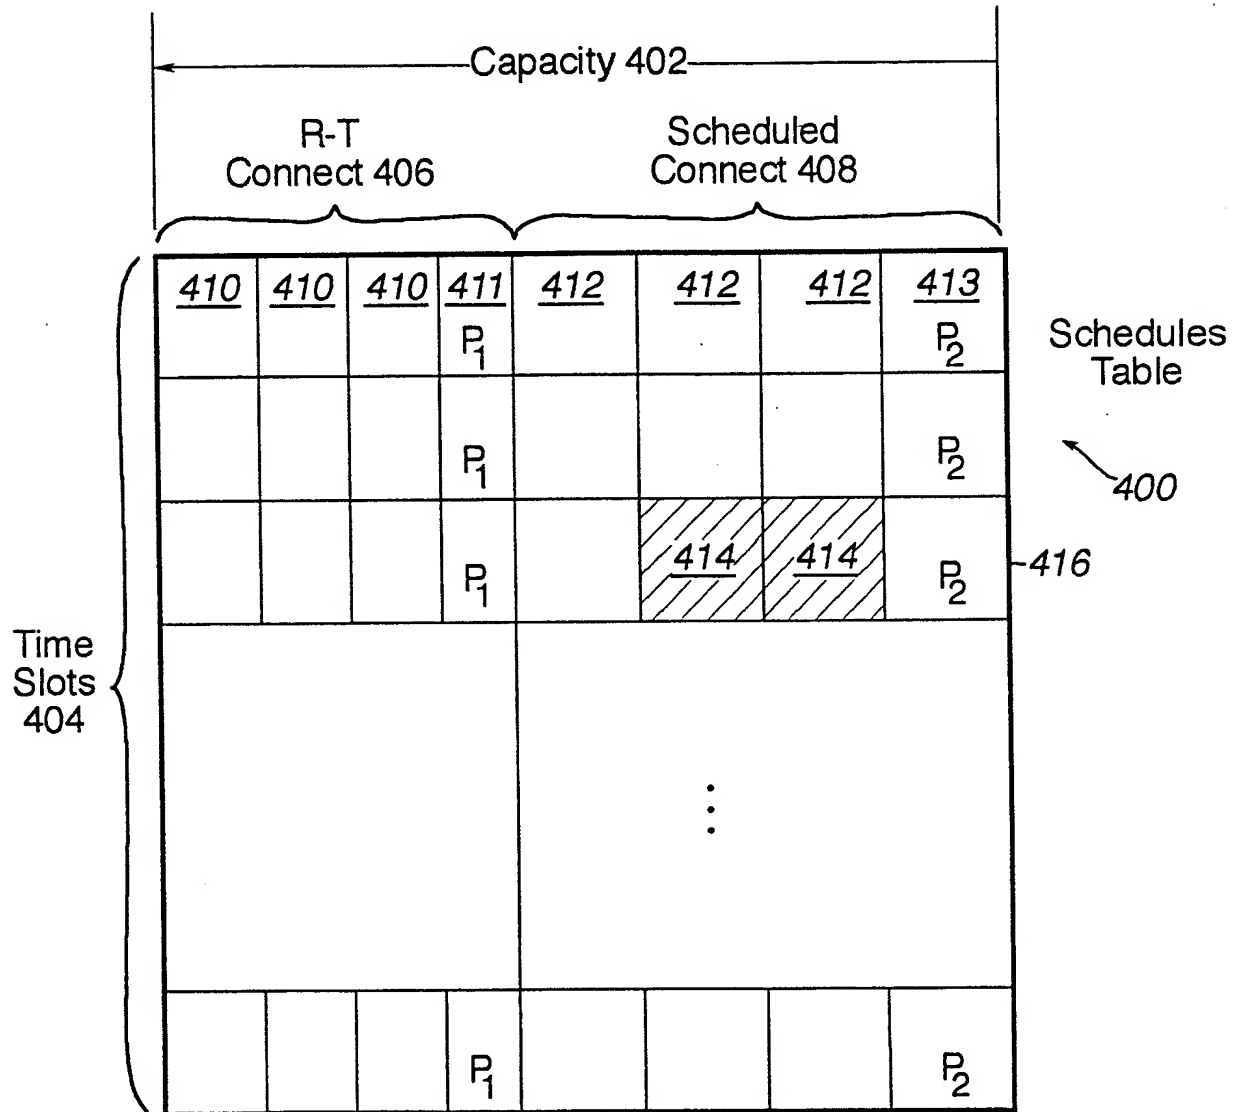 Capacity 402
R-T
Connect 406
Scheduled
Connect 408
410 410 410 411 412 412 412 413
P1 P2
Schedules
Table
P1 P2
400
414 414
P1 P2
416
Time
Slots
404
⋮
P1 P2